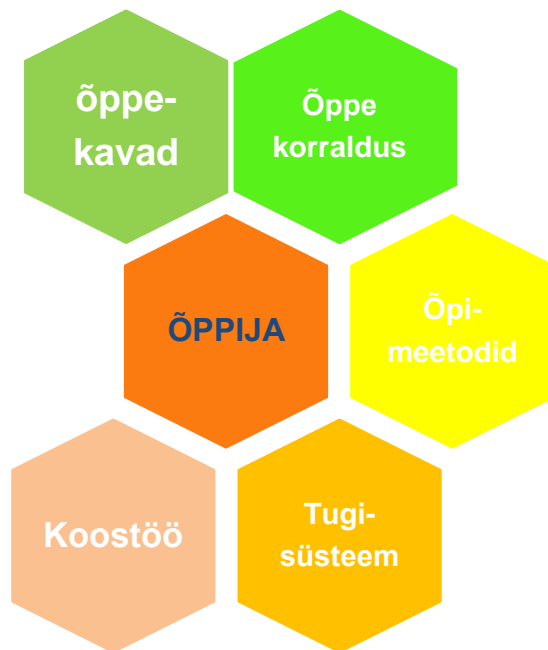 õppe-
kavad
Õppe
korraldus
ÕPPIJA
Õpi-
meetodid
Koostöö
Tugi-
süsteem